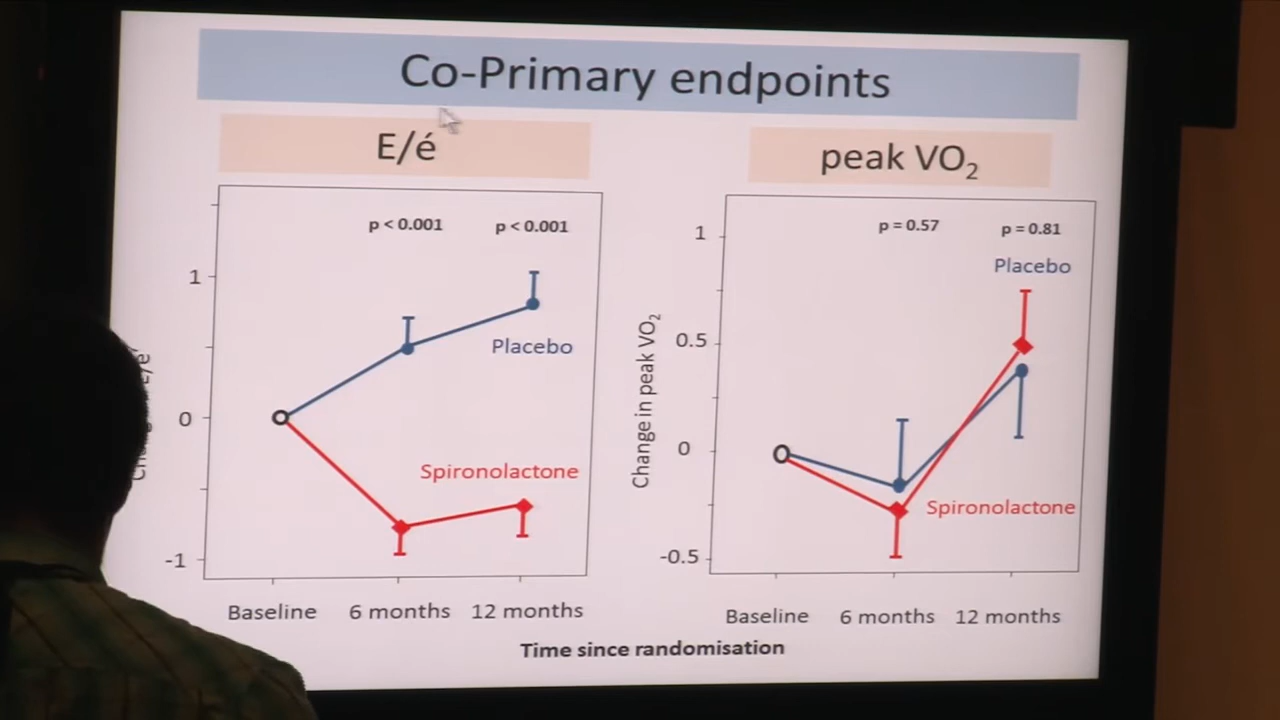 Co-Primary endpoints
E/é
p < 0.001
p < 0.001
1
0
-1
Placebo
Spironolactone
Baseline
6 months
12 months
peak VO₂
p = 0.57
p = 0.81
Placebo
1
0.5
0
-0.5
Change in peak VO₂
Spironolactone
Baseline
6 months
12 months
Time since randomisation